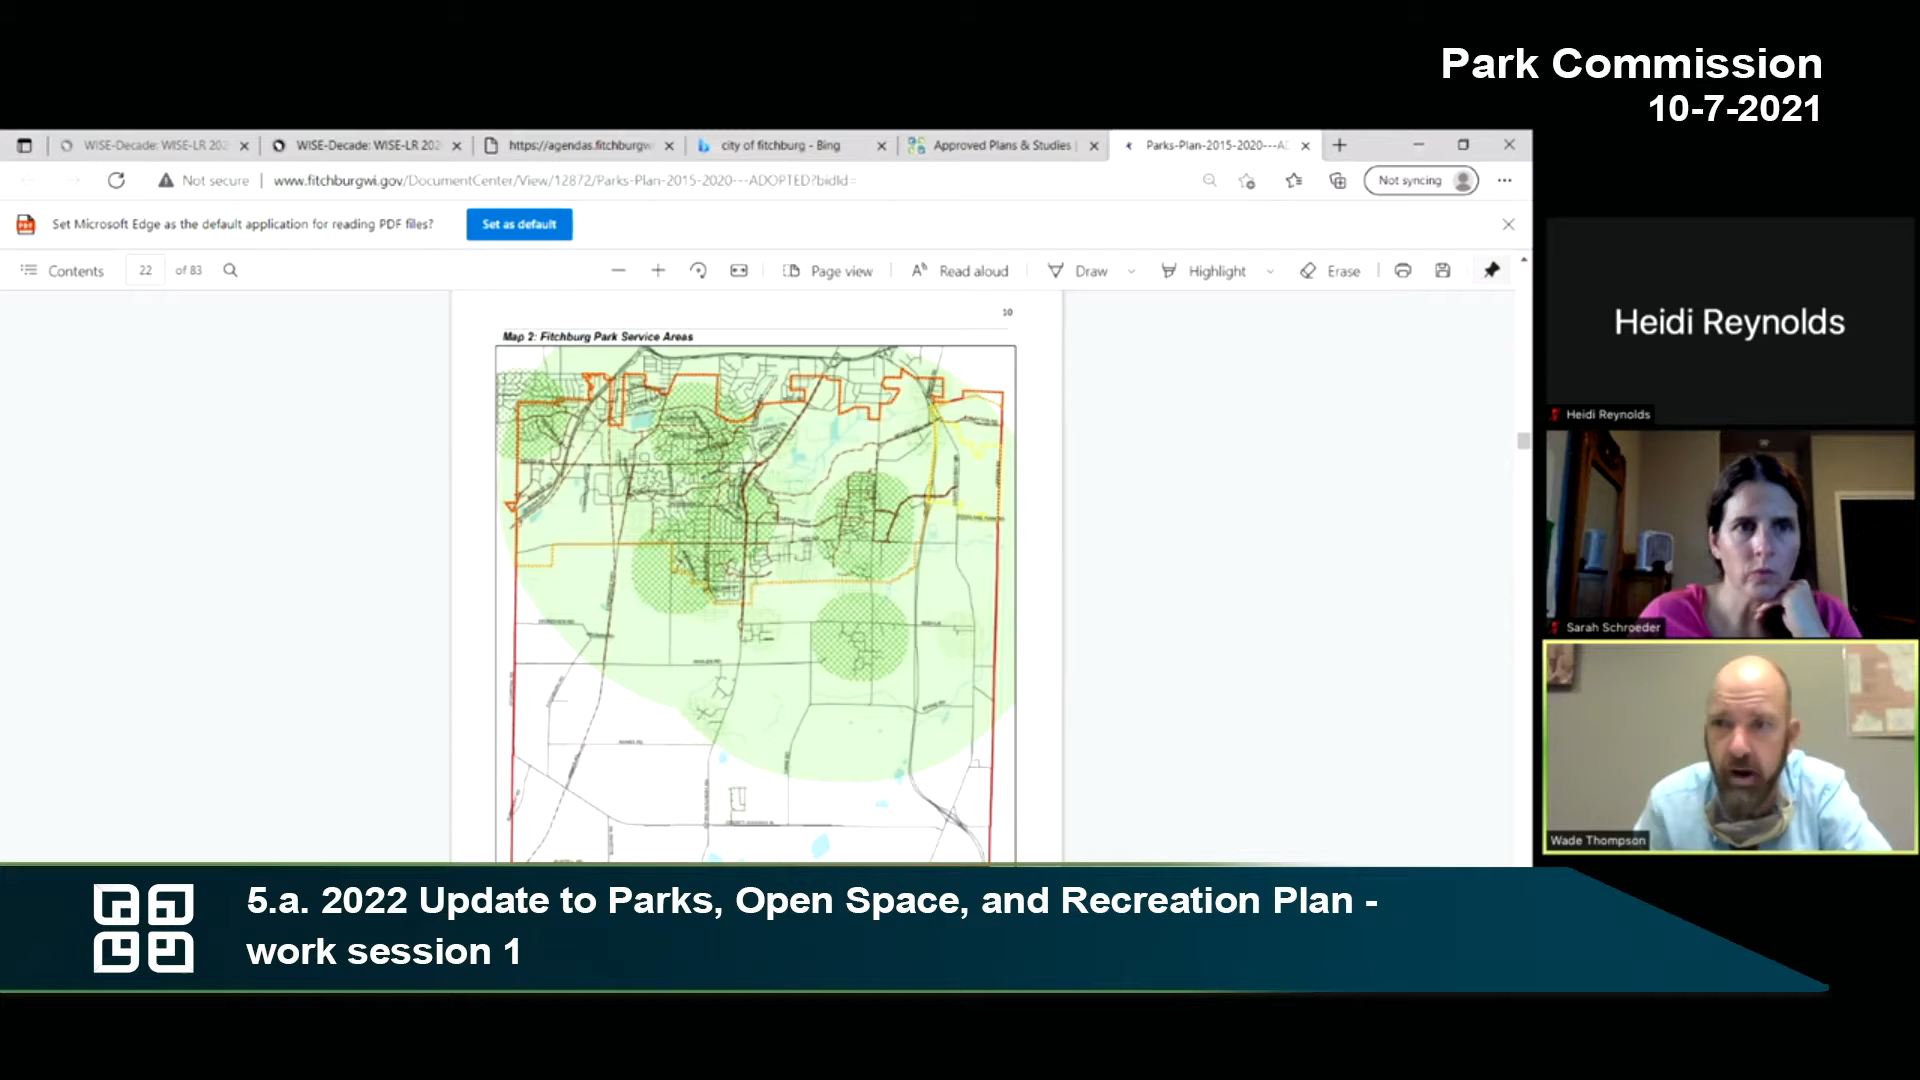 Park Commission
10-7-2021
WISE-Decade: WISE-LR 202
WISE-Decade: WISE-LR 202
https://agendas.fitchburgw
city of fitchburg - Bing
Approved Plans & Studies
Parks-Plan-2015-2020---AD
Not secure
www.fitchburgwi.gov/DocumentCenter/View/12872/Parks-Plan-2015-2020---ADOPTED?bidId=
Not syncing
Set Microsoft Edge as the default application for reading PDF files?
Set as default
Contents
22
of 83
Page view
Read aloud
Draw
Highlight
Erase
10
Map 2: Fitchburg Park Service Areas
Heidi Reynolds
Heidi Reynolds
Sarah Schroeder
Wade Thompson
5.a. 2022 Update to Parks, Open Space, and Recreation Plan -
work session 1